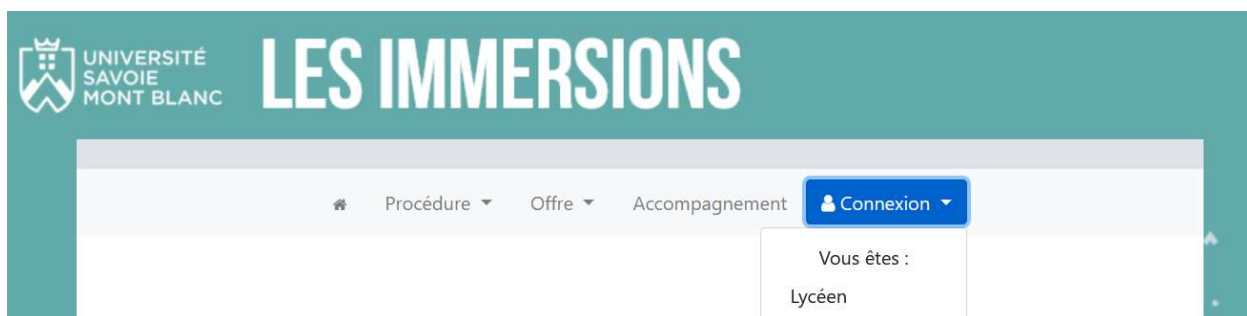 UNIVERSITÉ
SAVOIE
MONT BLANC
LES IMMERSIONS
Procédure Offre Accompagnement Connexion
Vous êtes :
Lycéen